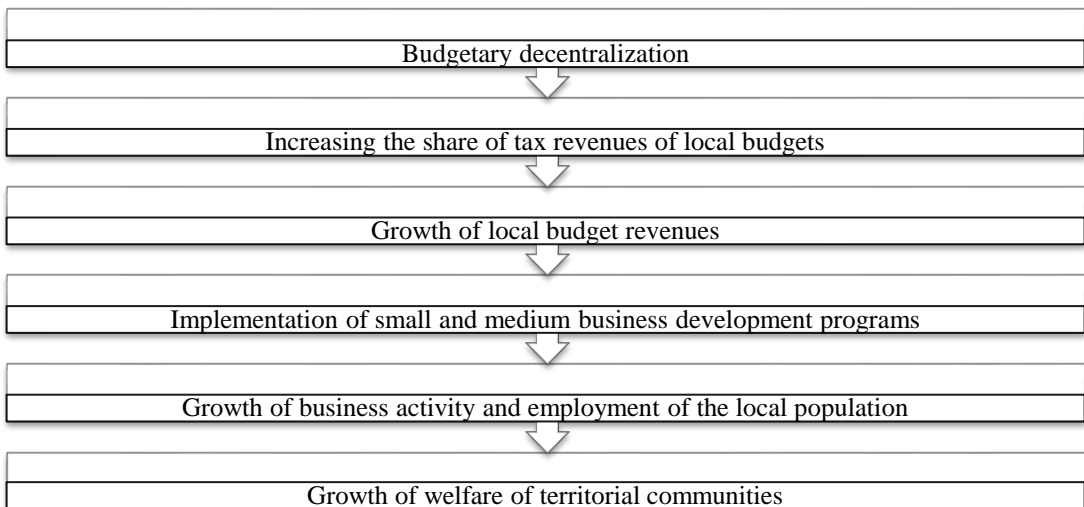 Budgetary decentralization
Increasing the share of tax revenues of local budgets
Growth of local budget revenues
Implementation of small and medium business development programs
Growth of business activity and employment of the local population
Growth of welfare of territorial communities